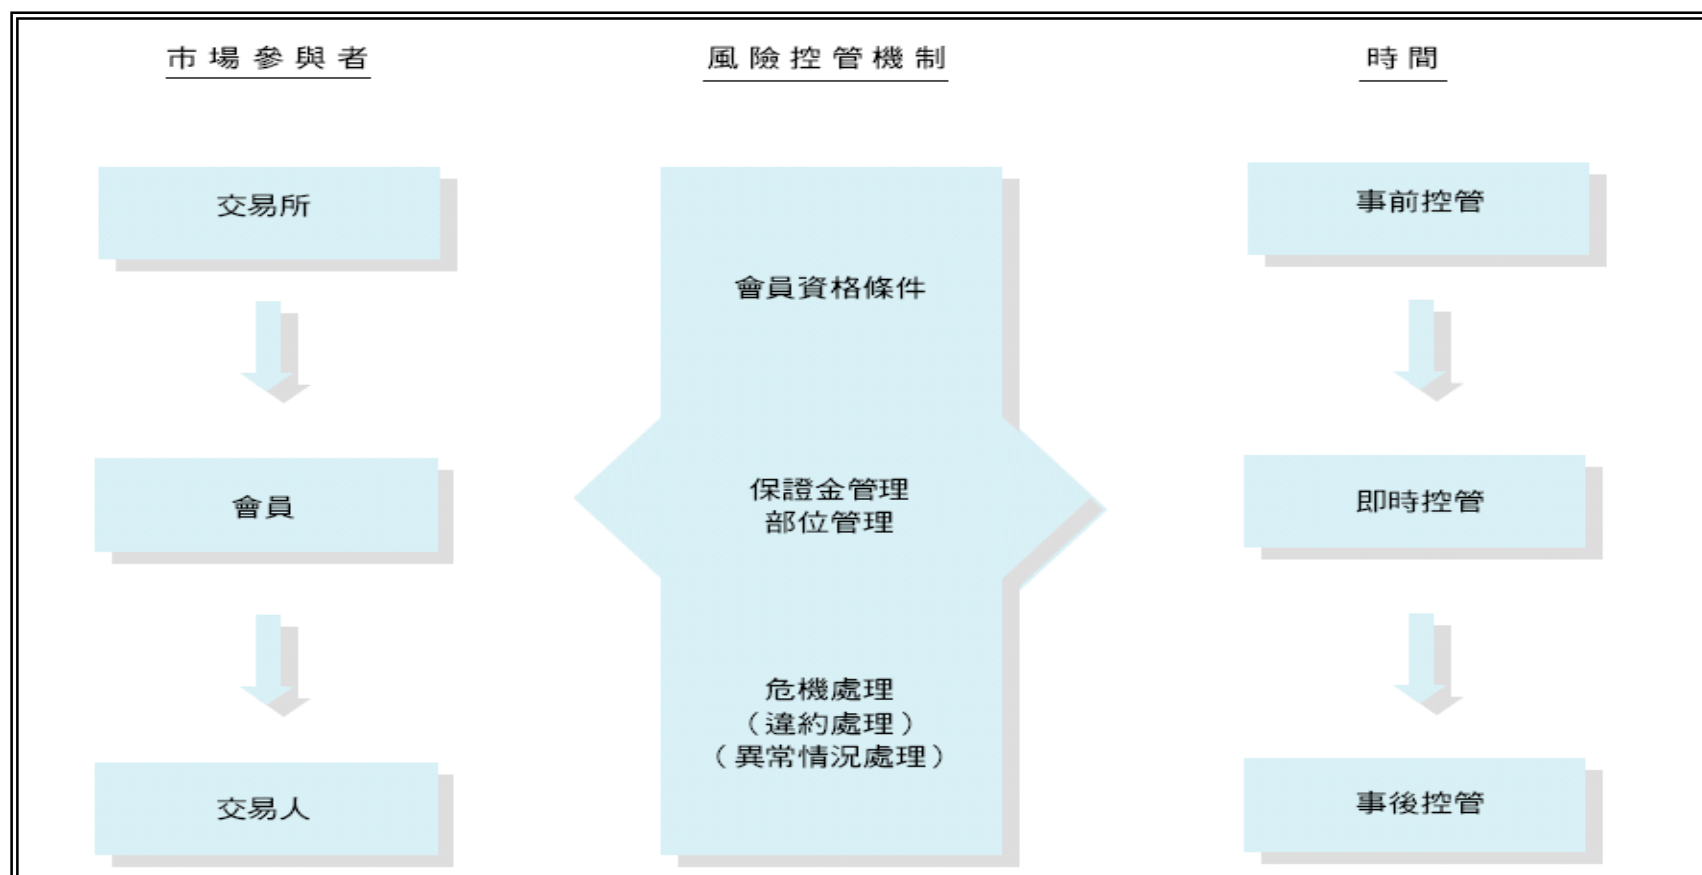 市場參與者
風險控管機制
時間
交易所
會員
交易人
會員資格條件
保證金管理
部位管理
危機處理
（違約處理）
（異常情況處理）
事前控管
即時控管
事後控管